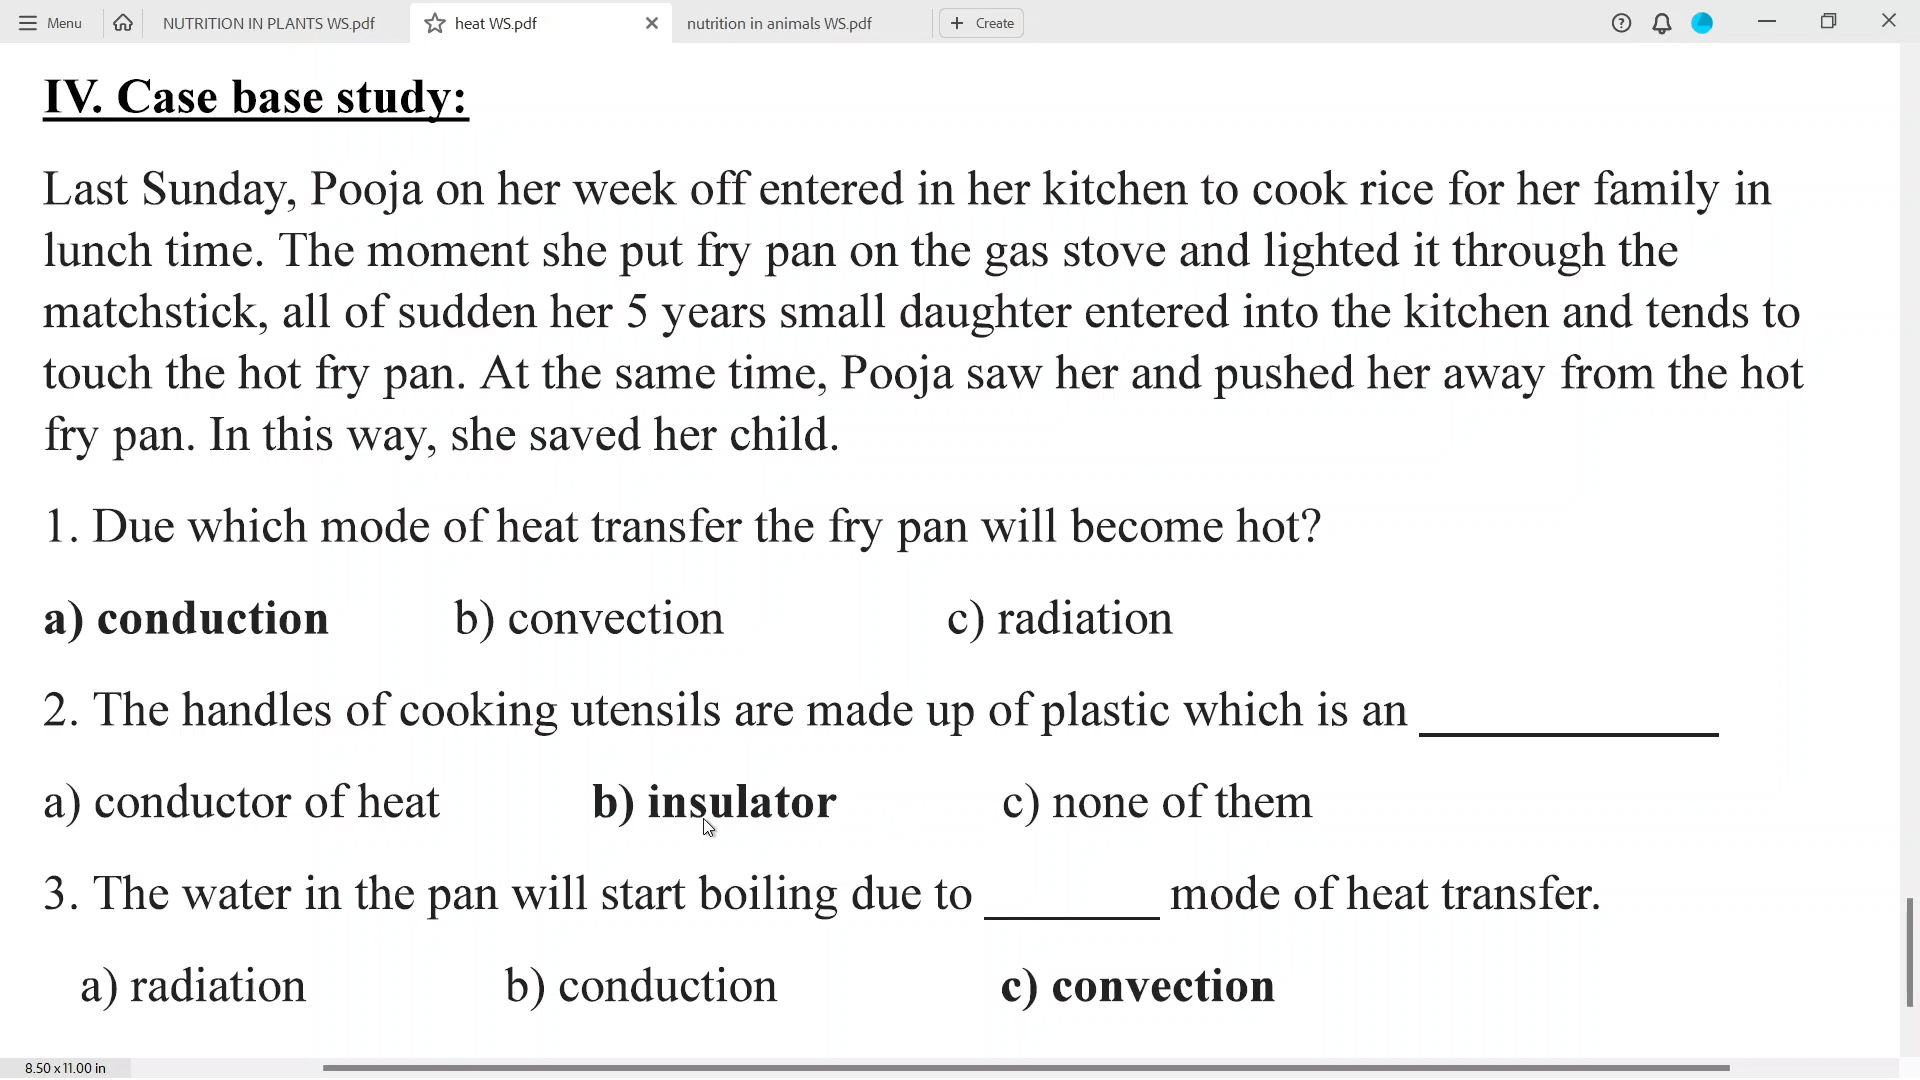 Menu NUTRITION IN PLANTS WS.pdf heat WS.pdf nutrition in animals WS.pdf Create
IV. Case base study:
Last Sunday, Pooja on her week off entered in her kitchen to cook rice for her family in
lunch time. The moment she put fry pan on the gas stove and lighted it through the
matchstick, all of sudden her 5 years small daughter entered into the kitchen and tends to
touch the hot fry pan. At the same time, Pooja saw her and pushed her away from the hot
fry pan. In this way, she saved her child.
1. Due which mode of heat transfer the fry pan will become hot?
a) conduction b) convection c) radiation
2. The handles of cooking utensils are made up of plastic which is an ____________
a) conductor of heat b) insulator c) none of them
3. The water in the pan will start boiling due to _______ mode of heat transfer.
a) radiation b) conduction c) convection
8.50 x 11.00 in